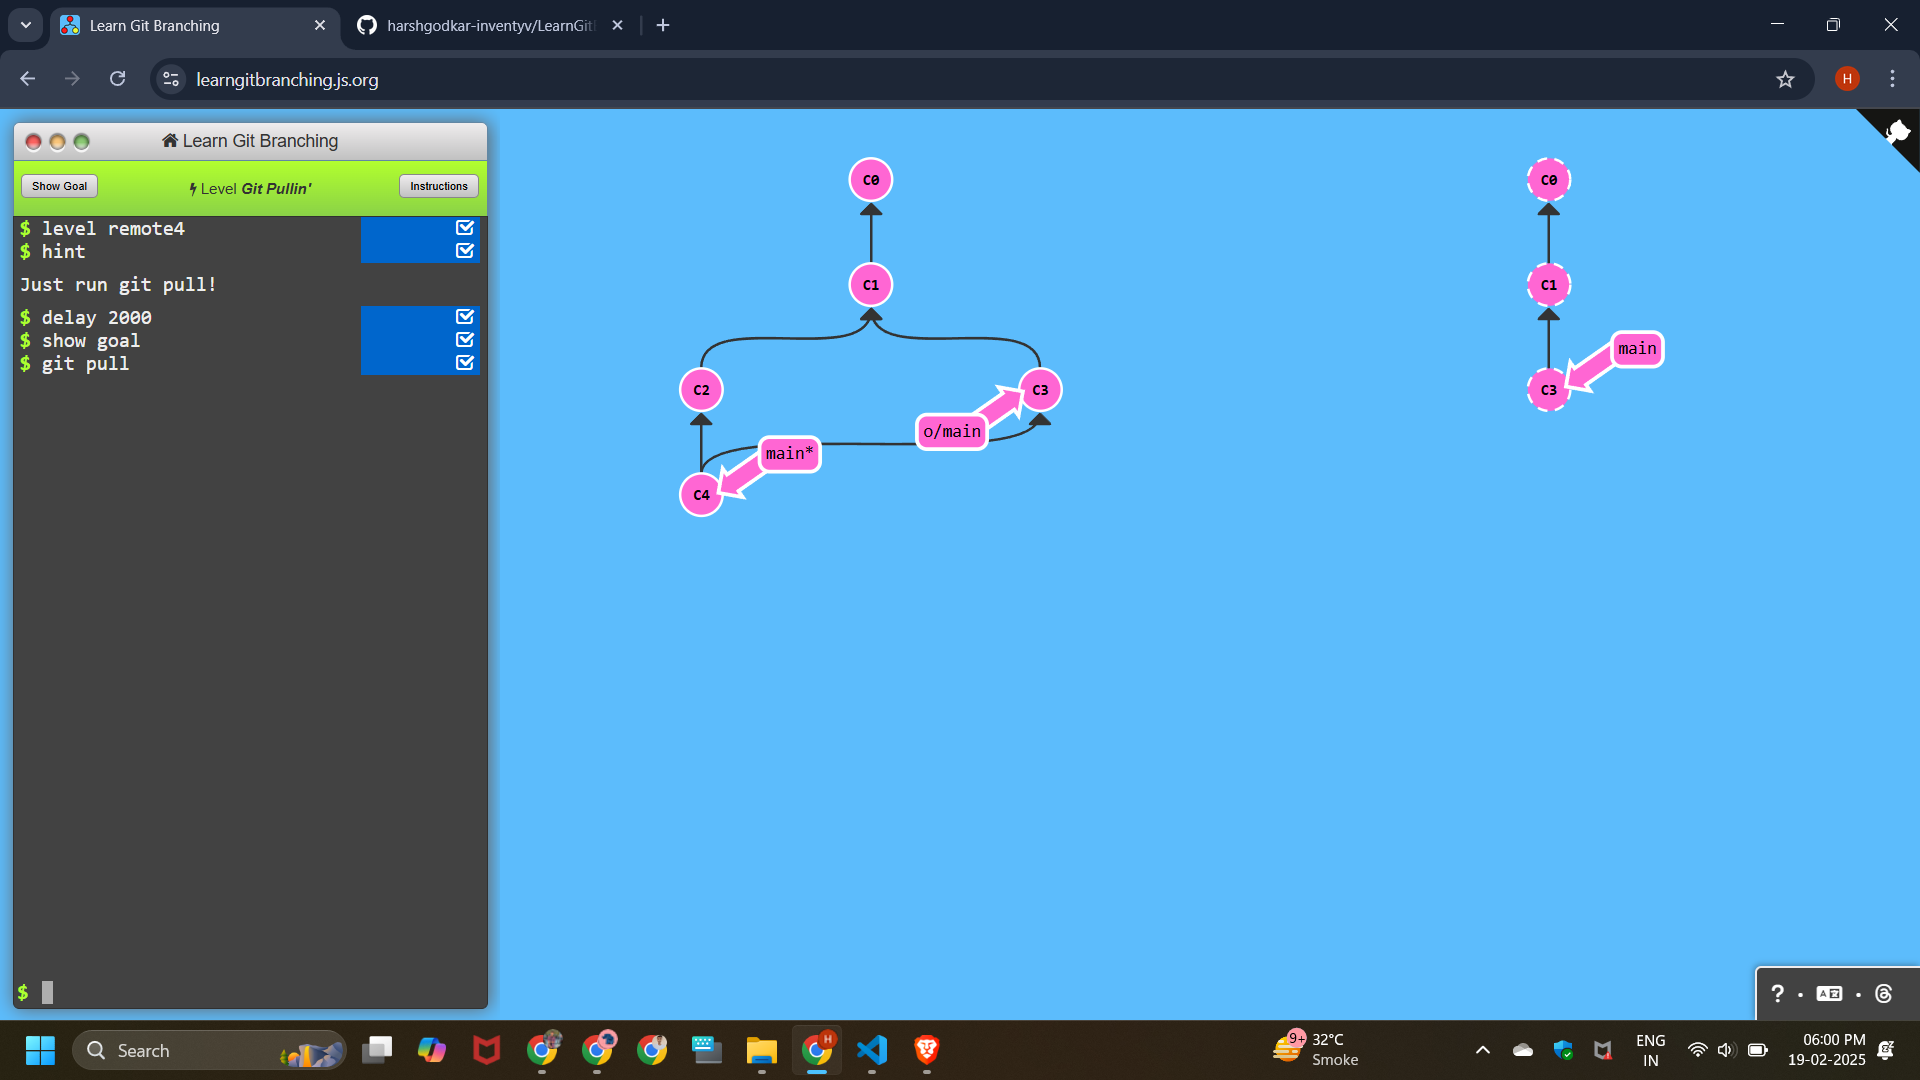 Learn Git Branching
harshgodkar-inventyv/LearnGit
learngitbranching.js.org
H
Learn Git Branching
Show Goal
Level Git Pullin'
Instructions
$ level remote4
$ hint
Just run git pull!
$ delay 2000
$ show goal
$ git pull
$
C0
C1
C2
C3
o/main
main*
C4
C0
C1
main
C3
?
Search
H
9+
32°C
Smoke
ENG
IN
06:00 PM
19-02-2025